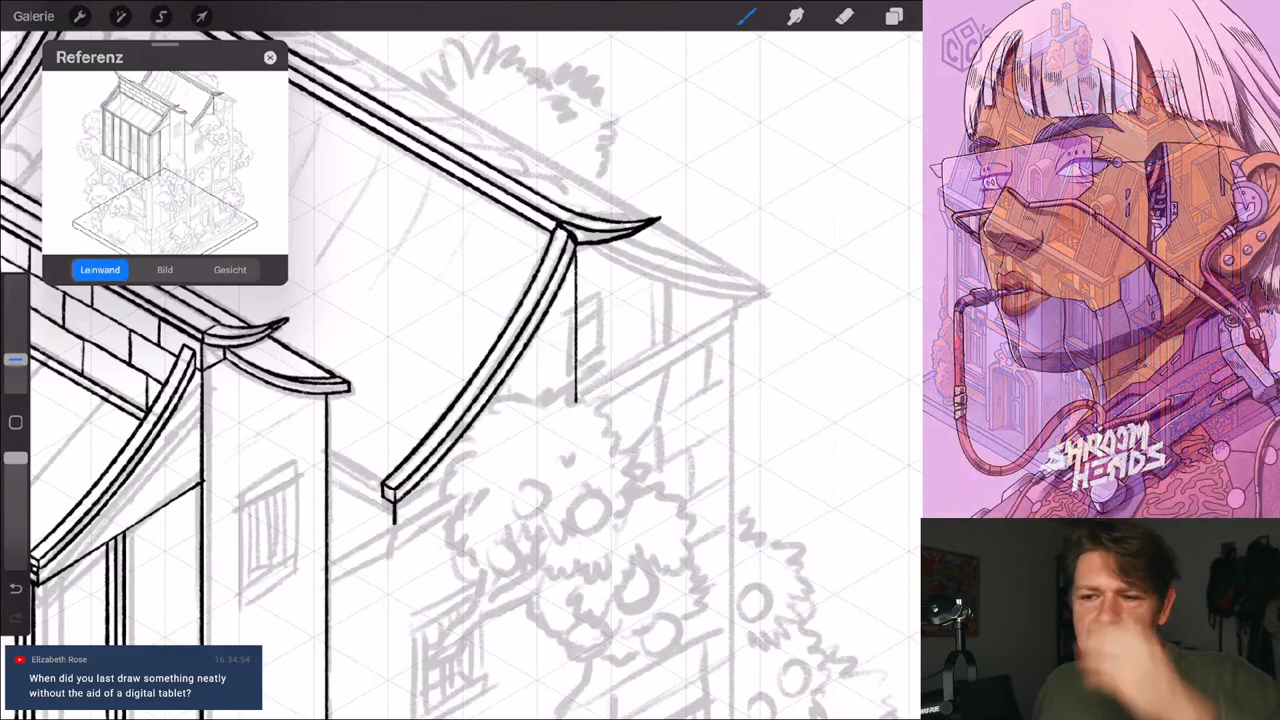 Galerie
Referenz
Leinwand
Bild
Gesicht
Elizabeth Rose
16:34:54
When did you last draw something neatly
without the aid of a digital tablet?
SHROOM
HEADS